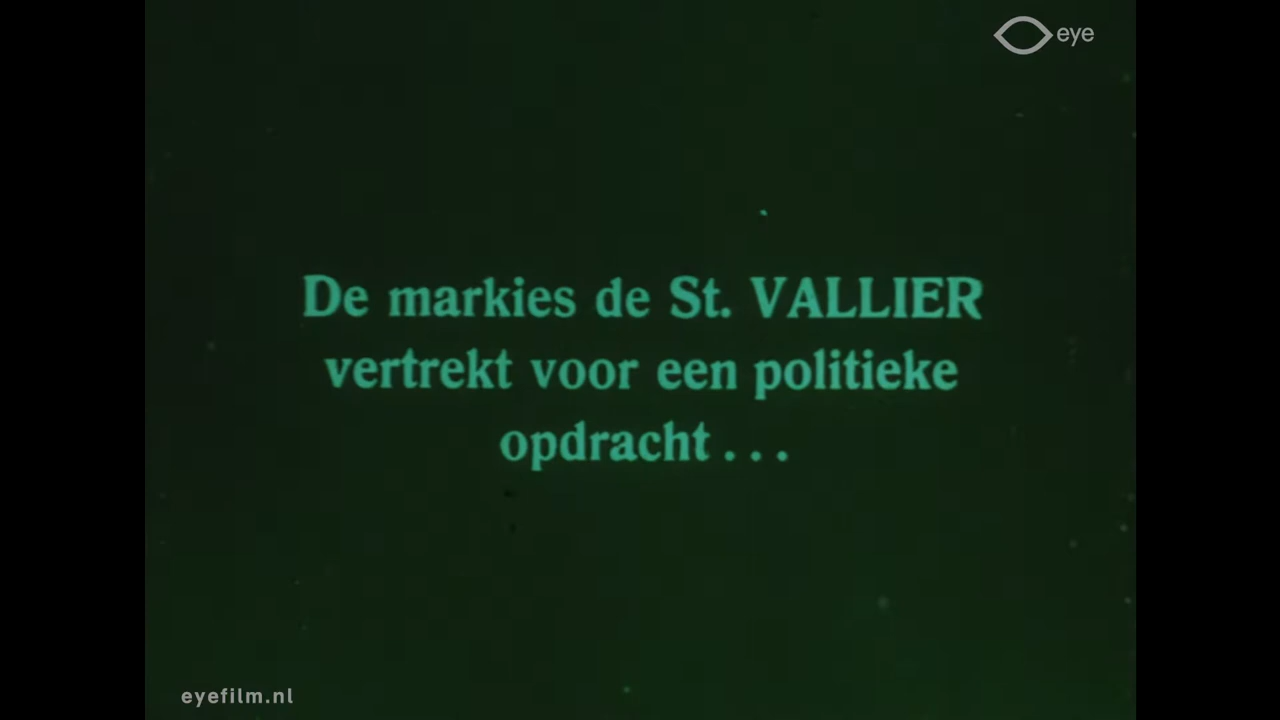 eye
De markies de St. VALLIER
vertrekt voor een politieke
opdracht...
eyefilm.nl